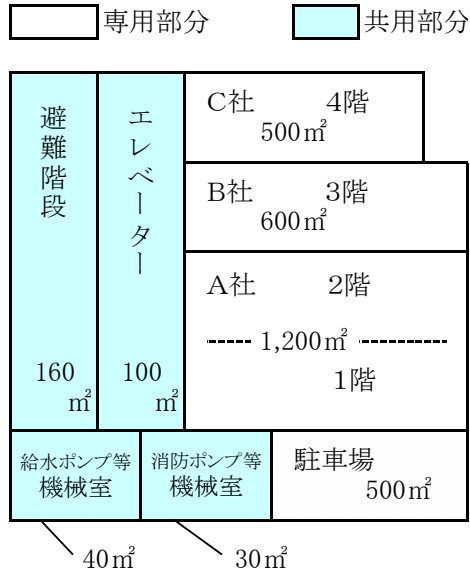 専用部分
共用部分
避難階段
160
㎡
エレベーター
100
㎡
C社 4階
500㎡
B社 3階
600㎡
A社 2階
1,200㎡
1階
給水ポンプ等
機械室
消防ポンプ等
機械室
駐車場
500㎡
40㎡
30㎡